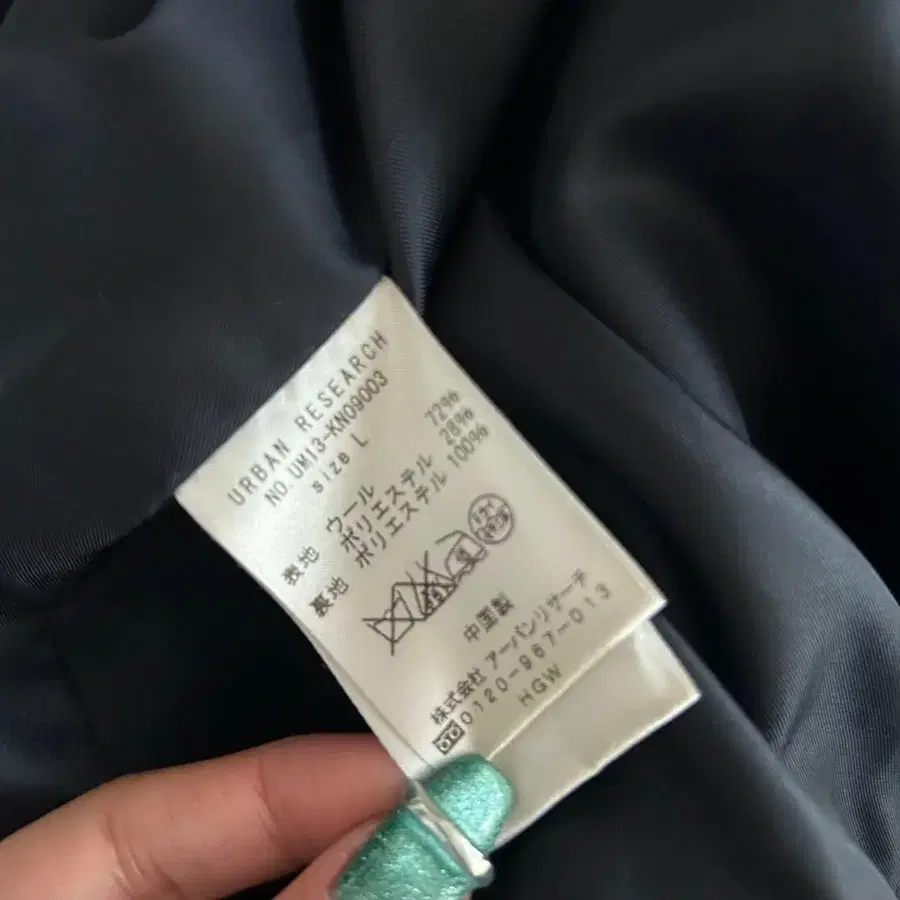 URBAN RESEARCH
NO.UM13-KN09003
size L
表地 ウール 72%
ポリエステル 28%
裏地 ポリエステル 100%
中国製
株式会社 アーバンリサーチ
0120-967-013
HGW